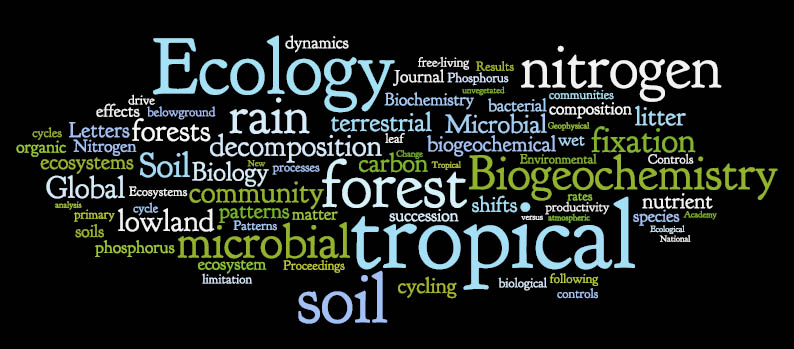 dynamics
Ecology
free-living
Results
nitrogen
Journal
Phosphorus
unvegetated
drive
effects
belowground
Biochemistry
communities
bacterial
composition
rain
terrestrial
Microbial
Geophysical
litter
cycles
Letters
forests
organic
Nitrogen
decomposition
leaf
biogeochemical
wet
fixation
ecosystems
Soil
Biology
New
processes
carbon
Change
Tropical
Environmental
Controls
Global
Ecosystems
community
forest
Biogeochemistry
analysis
primary
cycle
lowland
patterns
matter
succession
shifts
rates
productivity
nutrient
versus
atmospheric
species
Academy
soils
Patterns
phosphorus
microbial
tropical
Ecological
National
ecosystem
Proceedings
limitation
soil
cycling
biological
following
controls